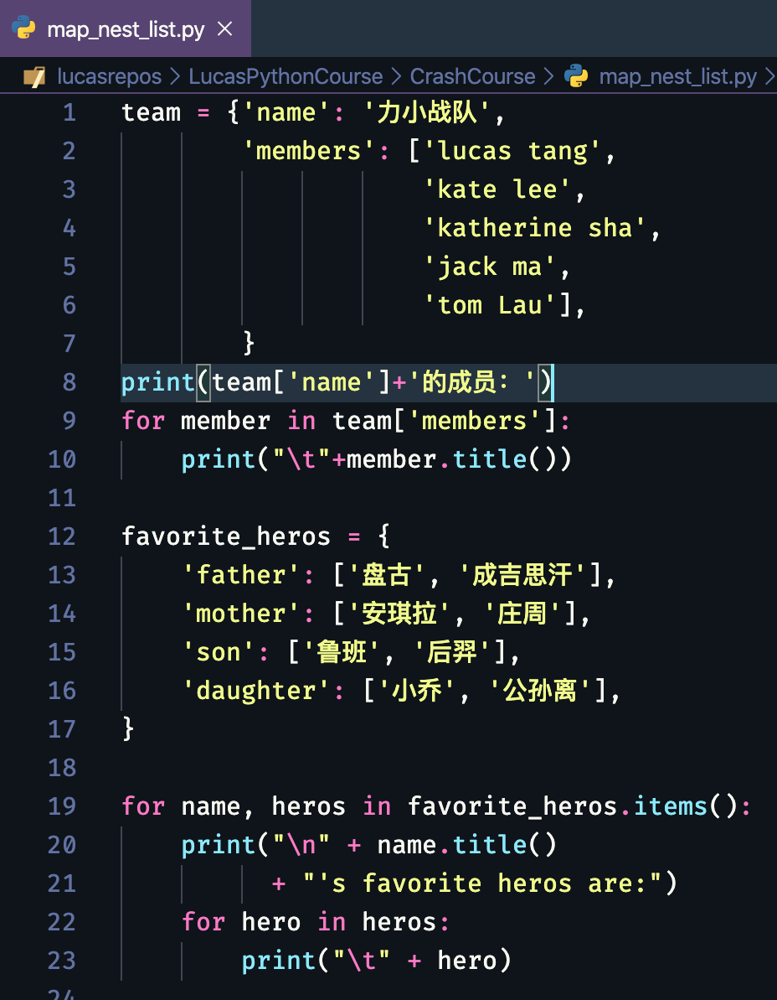 map_nest_list.py ×
lucasrepos > LucasPythonCourse > CrashCourse > map_nest_list.py >
1 team = {'name': '力小战队',
2         'members': ['lucas tang',
3                     'kate lee',
4                     'katherine sha',
5                     'jack ma',
6                     'tom Lau'],
7         }
8 print(team['name']+'的成员：')
9 for member in team['members']:
10     print("\t"+member.title())
11
12 favorite_heros = {
13     'father': ['盘古', '成吉思汗'],
14     'mother': ['安琪拉', '庄周'],
15     'son': ['鲁班', '后羿'],
16     'daughter': ['小乔', '公孙离'],
17 }
18
19 for name, heros in favorite_heros.items():
20     print("\n" + name.title()
21           + "'s favorite heros are:")
22     for hero in heros:
23         print("\t" + hero)
24